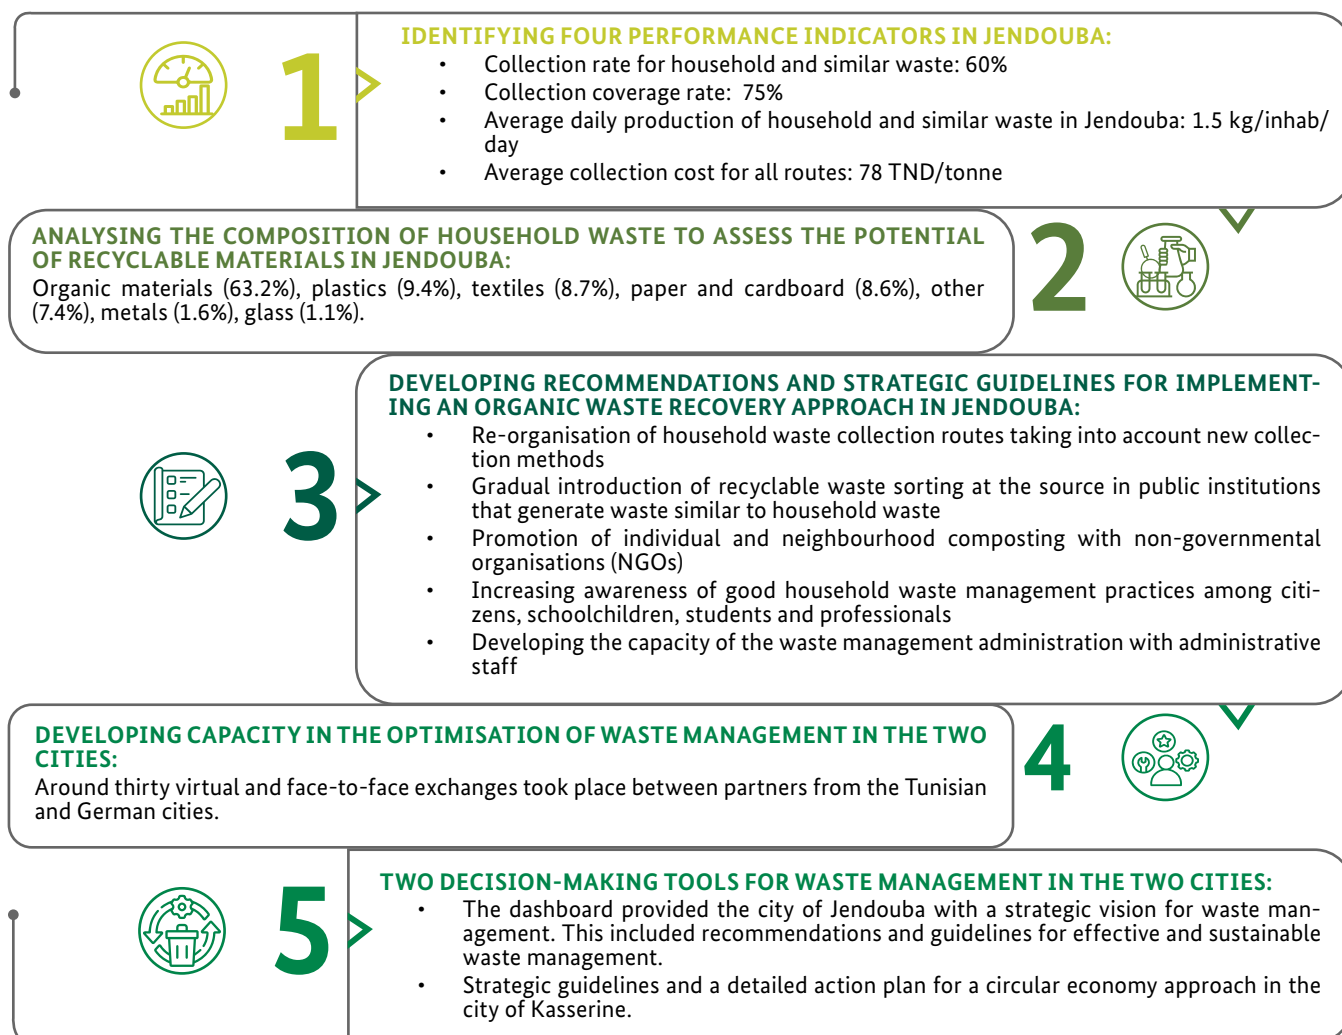 1
IDENTIFYING FOUR PERFORMANCE INDICATORS IN JENDOUBA:
• Collection rate for household and similar waste: 60%
• Collection coverage rate: 75%
• Average daily production of household and similar waste in Jendouba: 1.5 kg/inhab/
day
• Average collection cost for all routes: 78 TND/tonne
2
ANALYSING THE COMPOSITION OF HOUSEHOLD WASTE TO ASSESS THE POTENTIAL
OF RECYCLABLE MATERIALS IN JENDOUBA:
Organic materials (63.2%), plastics (9.4%), textiles (8.7%), paper and cardboard (8.6%), other
(7.4%), metals (1.6%), glass (1.1%).
3
DEVELOPING RECOMMENDATIONS AND STRATEGIC GUIDELINES FOR IMPLEMENT-
ING AN ORGANIC WASTE RECOVERY APPROACH IN JENDOUBA:
• Re-organisation of household waste collection routes taking into account new collec-
tion methods
• Gradual introduction of recyclable waste sorting at the source in public institutions
that generate waste similar to household waste
• Promotion of individual and neighbourhood composting with non-governmental
organisations (NGOs)
• Increasing awareness of good household waste management practices among citi-
zens, schoolchildren, students and professionals
• Developing the capacity of the waste management administration with administrative
staff
4
DEVELOPING CAPACITY IN THE OPTIMISATION OF WASTE MANAGEMENT IN THE TWO
CITIES:
Around thirty virtual and face-to-face exchanges took place between partners from the Tunisian
and German cities.
5
TWO DECISION-MAKING TOOLS FOR WASTE MANAGEMENT IN THE TWO CITIES:
• The dashboard provided the city of Jendouba with a strategic vision for waste man-
agement. This included recommendations and guidelines for effective and sustainable
waste management.
• Strategic guidelines and a detailed action plan for a circular economy approach in the
city of Kasserine.